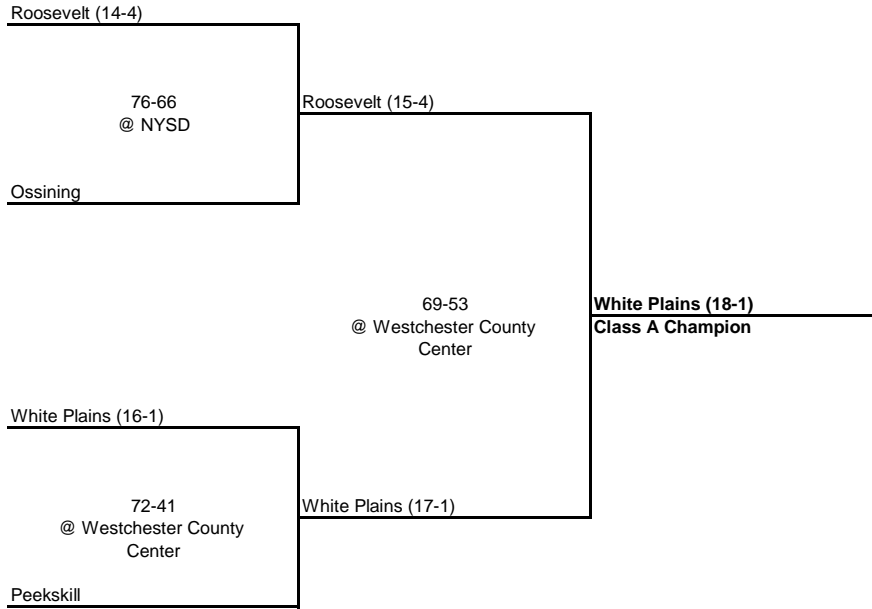 Roosevelt (14-4)
76-66
@ NYSD
Roosevelt (15-4)
Ossining
69-53
@ Westchester County
Center
White Plains (18-1)
Class A Champion
White Plains (16-1)
72-41
@ Westchester County
Center
White Plains (17-1)
Peekskill